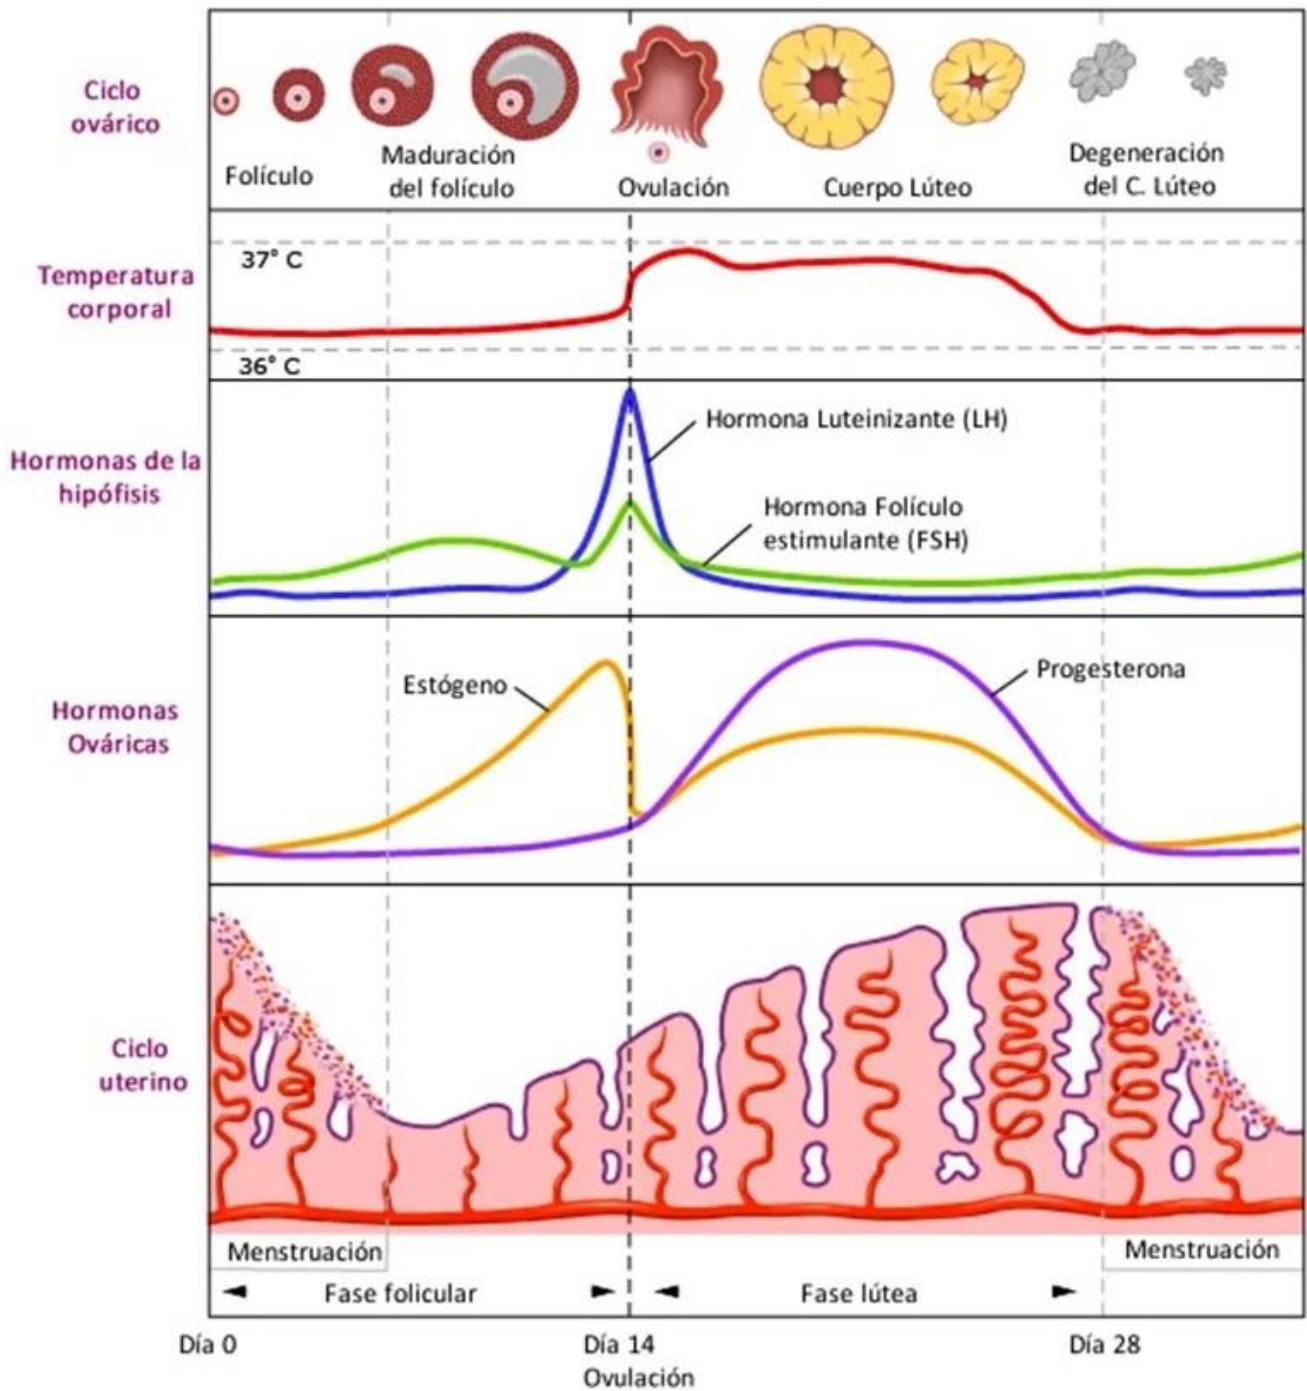 Ciclo
ovárico
Folículo
Maduración
del folículo
Ovulación
Cuerpo Lúteo
Degeneración
del C. Lúteo
Temperatura
corporal
37° C
36° C
Hormonas de la
hipófisis
Hormona Luteinizante (LH)
Hormona Folículo
estimulante (FSH)
Hormonas
Ováricas
Estógeno
Progesterona
Ciclo
uterino
Menstruación
Menstruación
Fase folicular
Fase lútea
Día 0
Día 14
Ovulación
Día 28